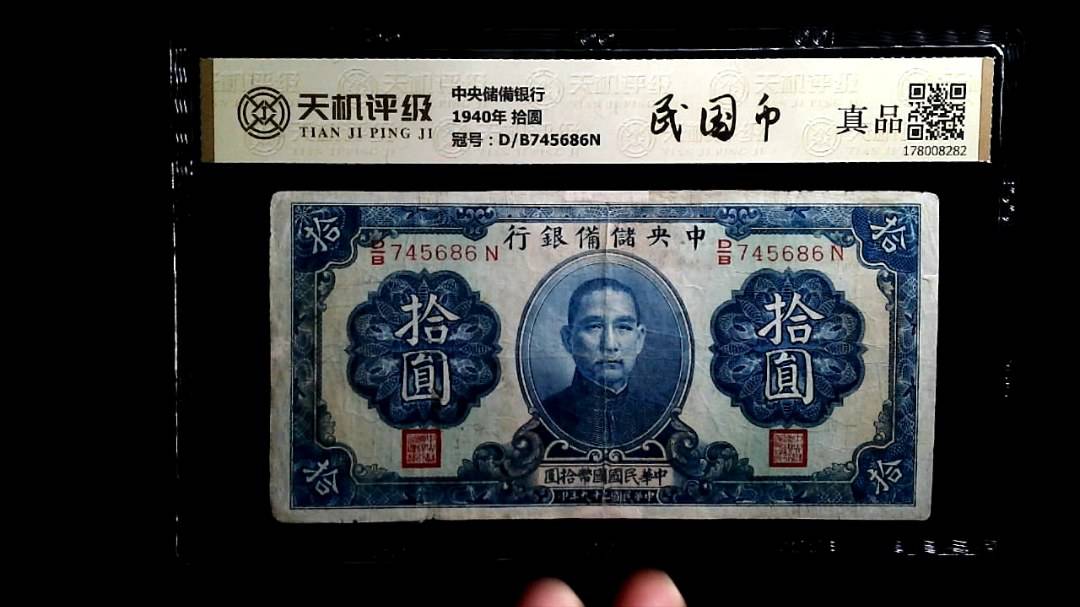 天机评级
TIAN JI PING JI
中央储備银行
1940年 拾圆
冠号：D/B745686N
民国币
真品
178008282
行銀備儲央中
D/B 745686 N
D/B 745686 N
拾
拾
拾圓
拾圓
圓拾幣國國民華中
拾
拾